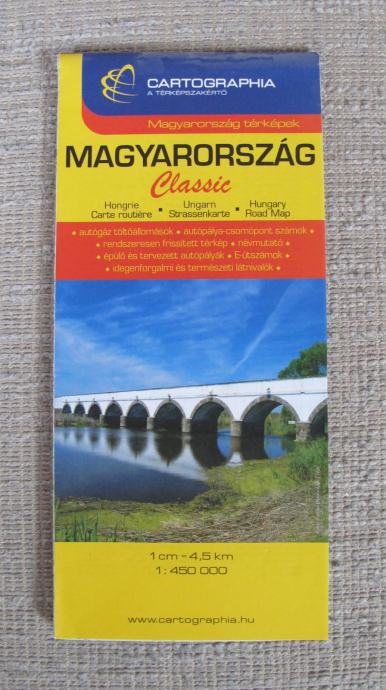 CARTOGRAPHIA
A TÉRKÉPSZAKÉRTŐ
Magyarország térképek
MAGYARORSZÁG
Classic
Hongrie
Carte routière
Ungarn
Strassenkarte
Hungary
Road Map
• autógáz töltőállomások • autópálya-csomópont számok •
• rendszeresen frissített térkép • névmutató •
• épülő és tervezett autópályák • E-útszámok •
• idegenforgalmi és természeti látnivalók •
1 cm = 4,5 km
1 : 450 000
www.cartographia.hu